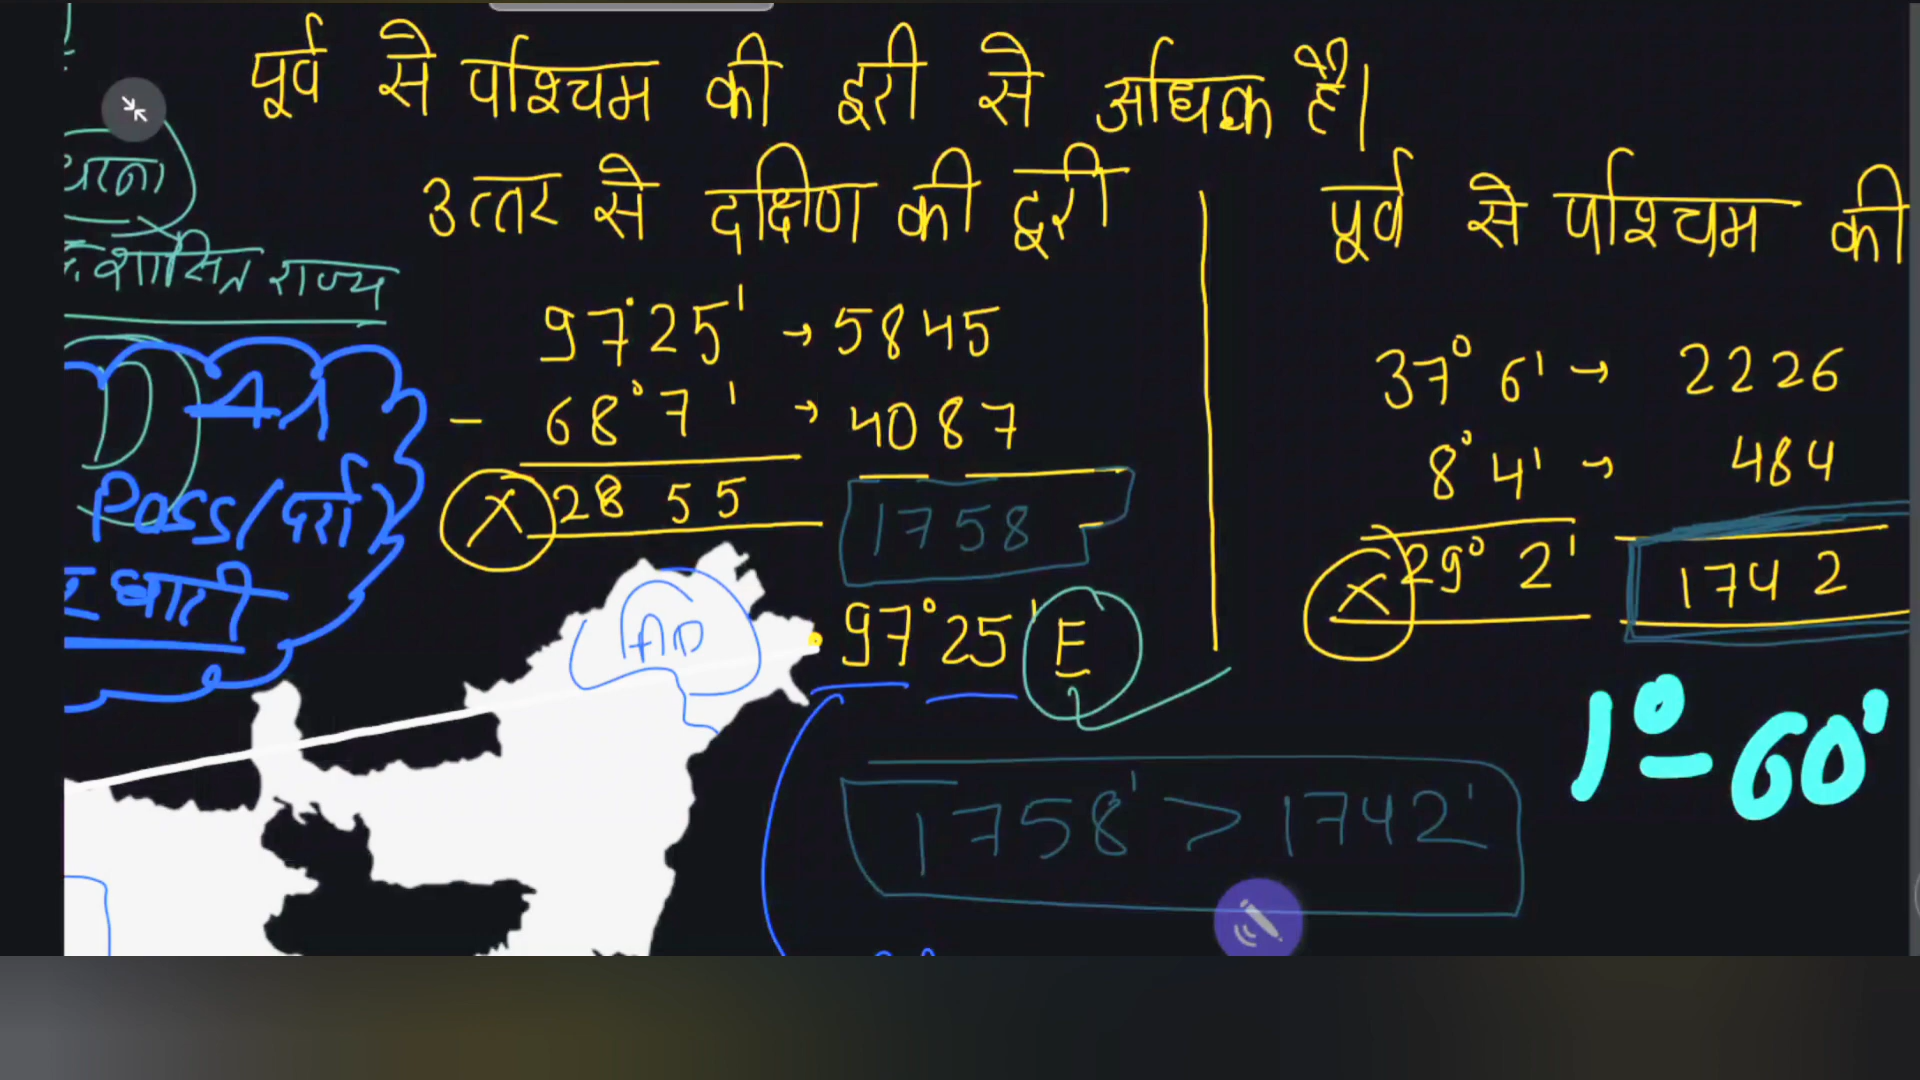 पूर्व से पश्चिम की दूरी से अधिक है।
उत्तर से दक्षिण की दूरी
पूर्व से पश्चिम की
शासित राज्य
97°25' → 5845
- 68°7' → 4087
X 28 55
1758
37° 6' → 2226
8° 4' → 484
X 29° 2'
1742
Pass/दर्रा
घाटी
AD
97°25' E
1° - 60'
1758' > 1742'